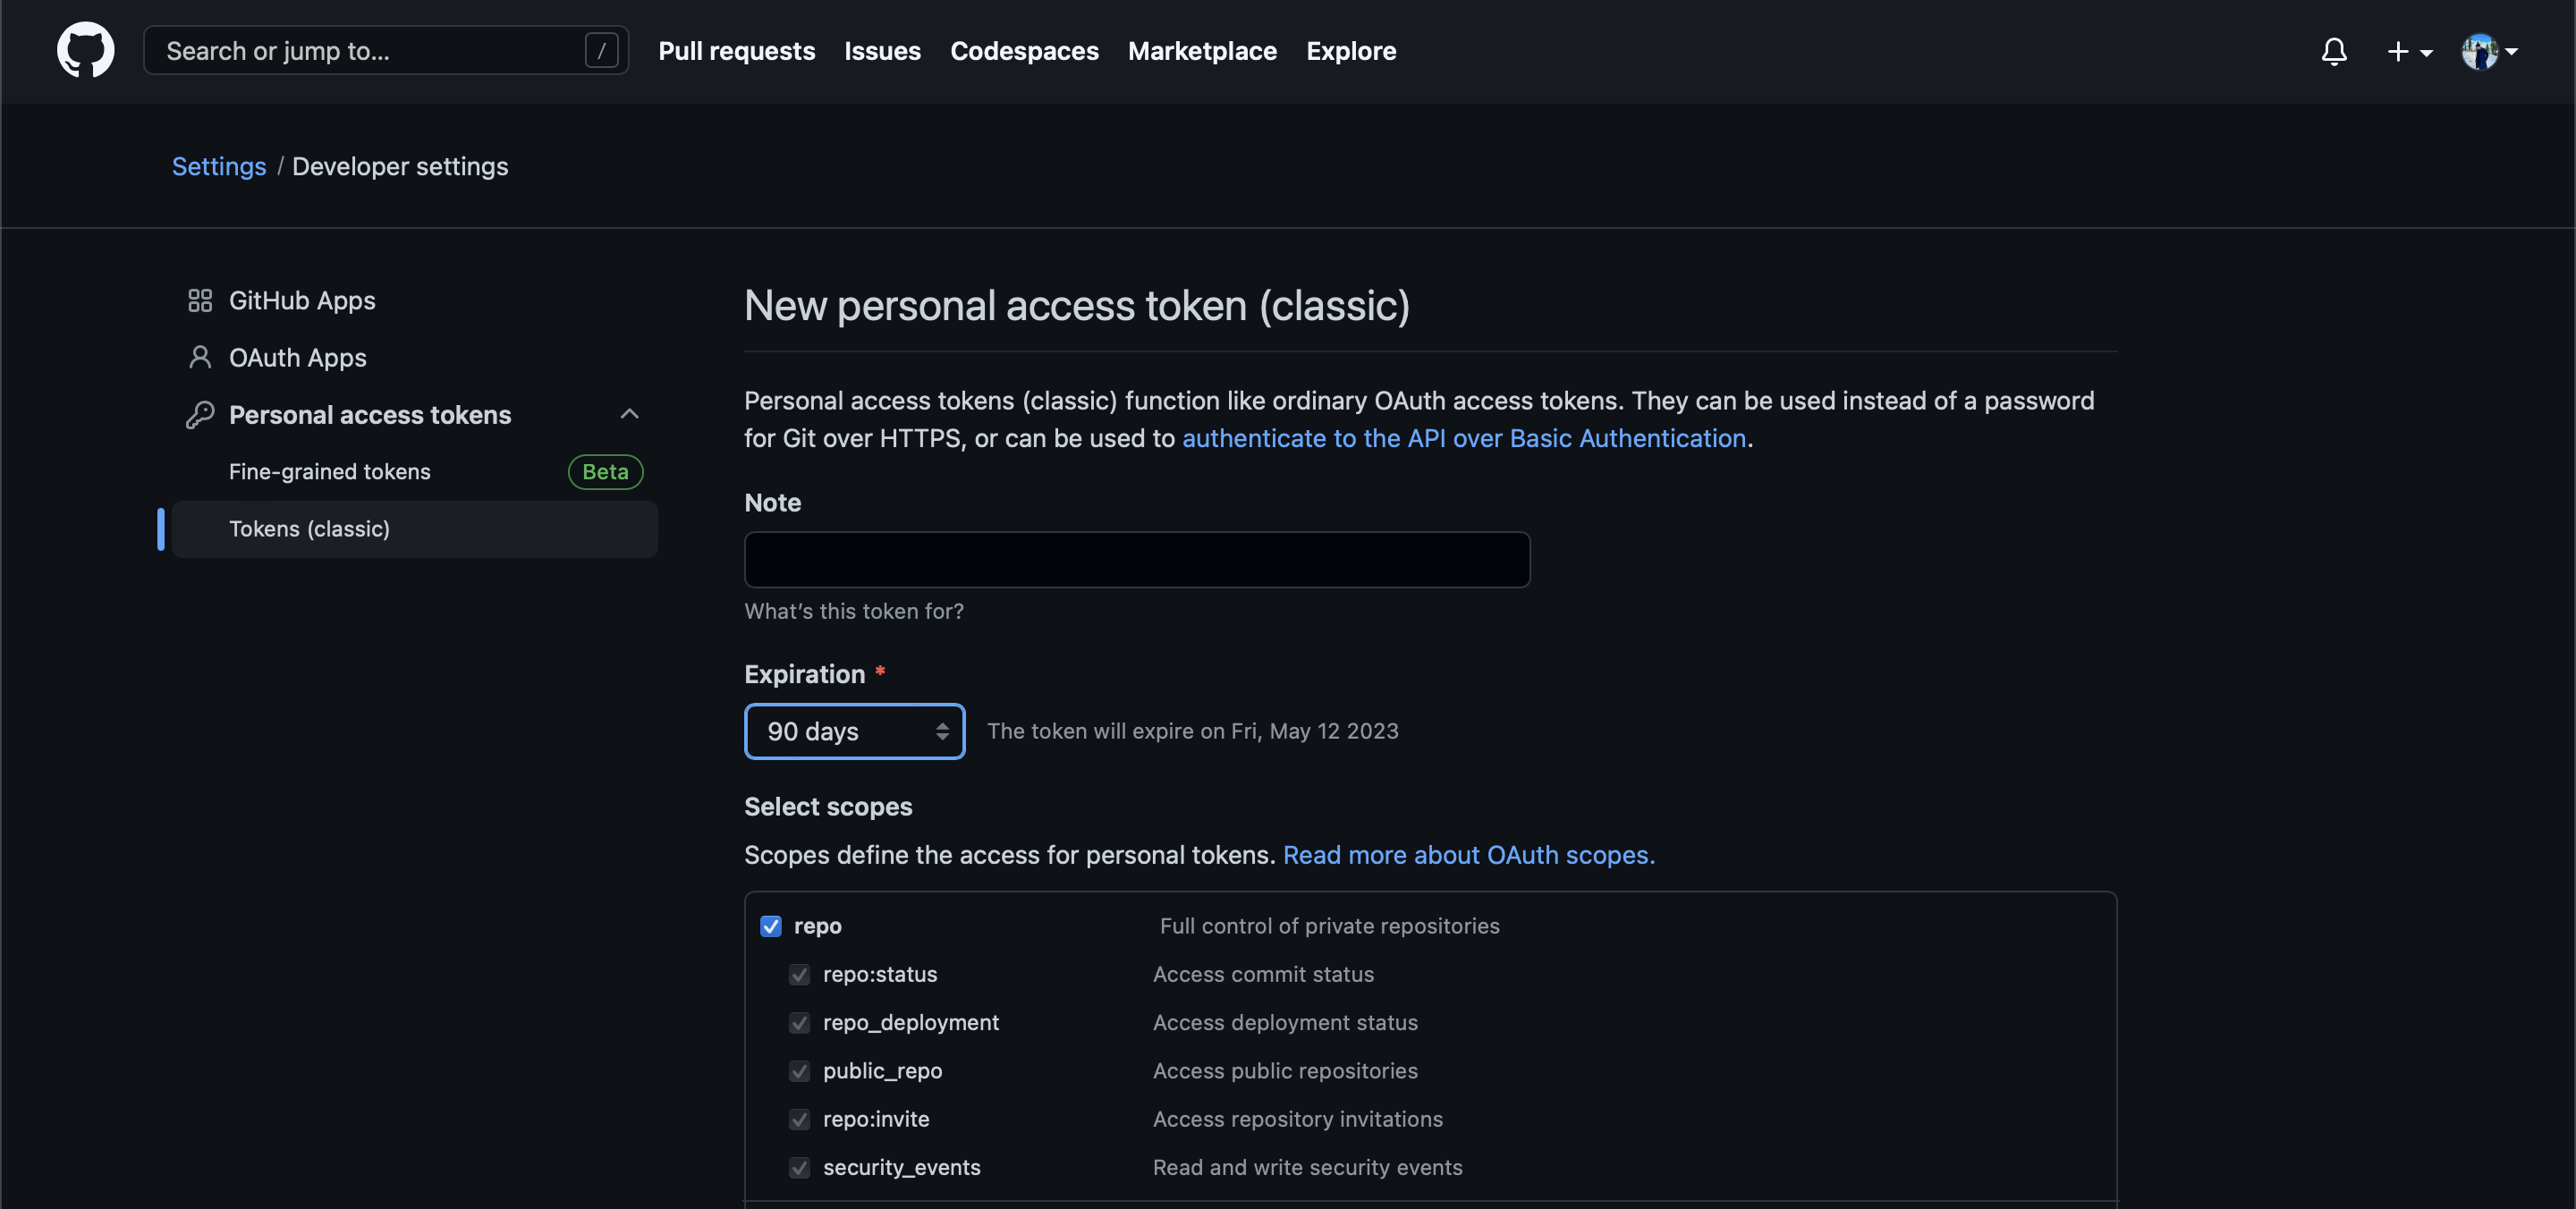 Search or jump to... /
Pull requests
Issues
Codespaces
Marketplace
Explore
Settings / Developer settings
GitHub Apps
OAuth Apps
Personal access tokens
Fine-grained tokens Beta
Tokens (classic)
New personal access token (classic)
Personal access tokens (classic) function like ordinary OAuth access tokens. They can be used instead of a password
for Git over HTTPS, or can be used to authenticate to the API over Basic Authentication.
Note
What's this token for?
Expiration *
90 days The token will expire on Fri, May 12 2023
Select scopes
Scopes define the access for personal tokens. Read more about OAuth scopes.
repo Full control of private repositories
repo:status Access commit status
repo_deployment Access deployment status
public_repo Access public repositories
repo:invite Access repository invitations
security_events Read and write security events